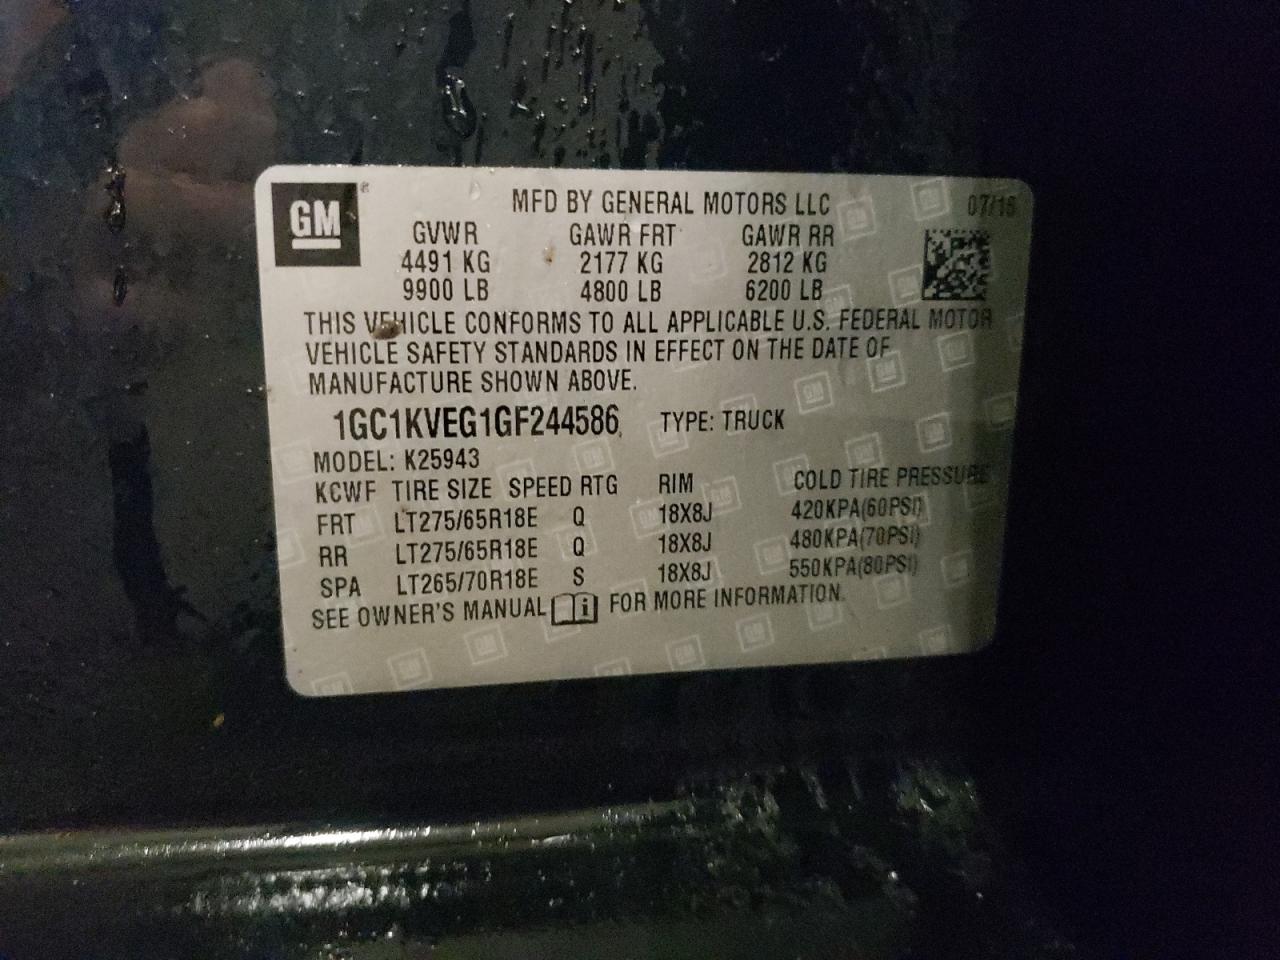 GM
MFD BY GENERAL MOTORS LLC
GVWR GAWR FRT GAWR RR
4491 KG 2177 KG 2812 KG
9900 LB 4800 LB 6200 LB
THIS VEHICLE CONFORMS TO ALL APPLICABLE U.S. FEDERAL MOTOR
VEHICLE SAFETY STANDARDS IN EFFECT ON THE DATE OF
MANUFACTURE SHOWN ABOVE.
1GC1KVEG1GF244586 TYPE: TRUCK
MODEL: K25943
KCWF TIRE SIZE SPEED RTG RIM COLD TIRE PRESSURE
FRT LT275/65R18E Q 18X8J 420KPA(60PSI)
RR LT275/65R18E Q 18X8J 480KPA(70PSI)
SPA LT265/70R18E S 18X8J 550KPA(80PSI)
SEE OWNER'S MANUAL FOR MORE INFORMATION.